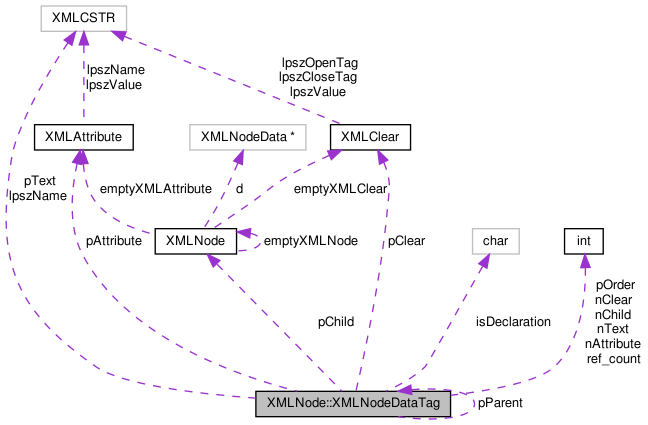 XMLCSTR
lpszName
lpszValue
lpszOpenTag
lpszCloseTag
lpszValue
XMLAttribute
XMLNodeData *
XMLClear
pText
lpszName
emptyXMLAttribute
d
emptyXMLClear
pAttribute
XMLNode
emptyXMLNode
pClear
char
int
pChild
isDeclaration
pOrder
nClear
nChild
nText
nAttribute
ref_count
XMLNode::XMLNodeDataTag
pParent